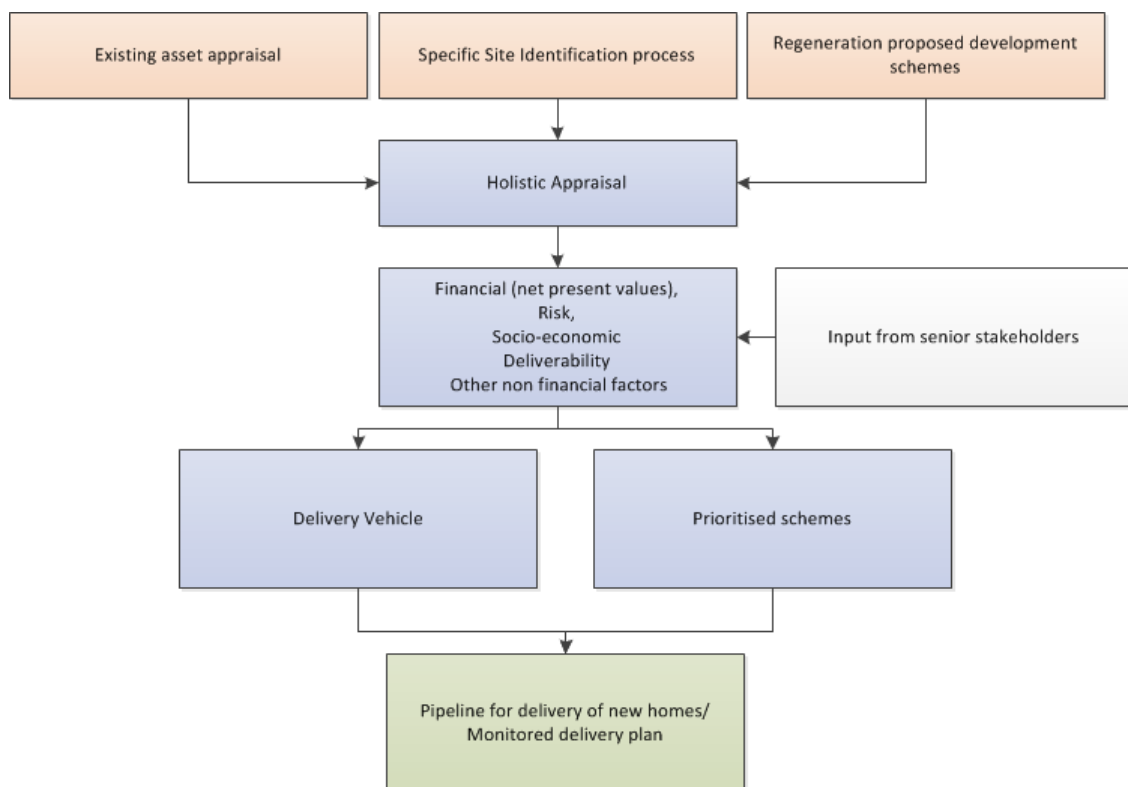 Existing asset appraisal
Specific Site Identification process
Regeneration proposed development
schemes
Holistic Appraisal
Financial (net present values),
Risk,
Socio-economic
Deliverability
Other non financial factors
Input from senior stakeholders
Delivery Vehicle
Prioritised schemes
Pipeline for delivery of new homes/
Monitored delivery plan